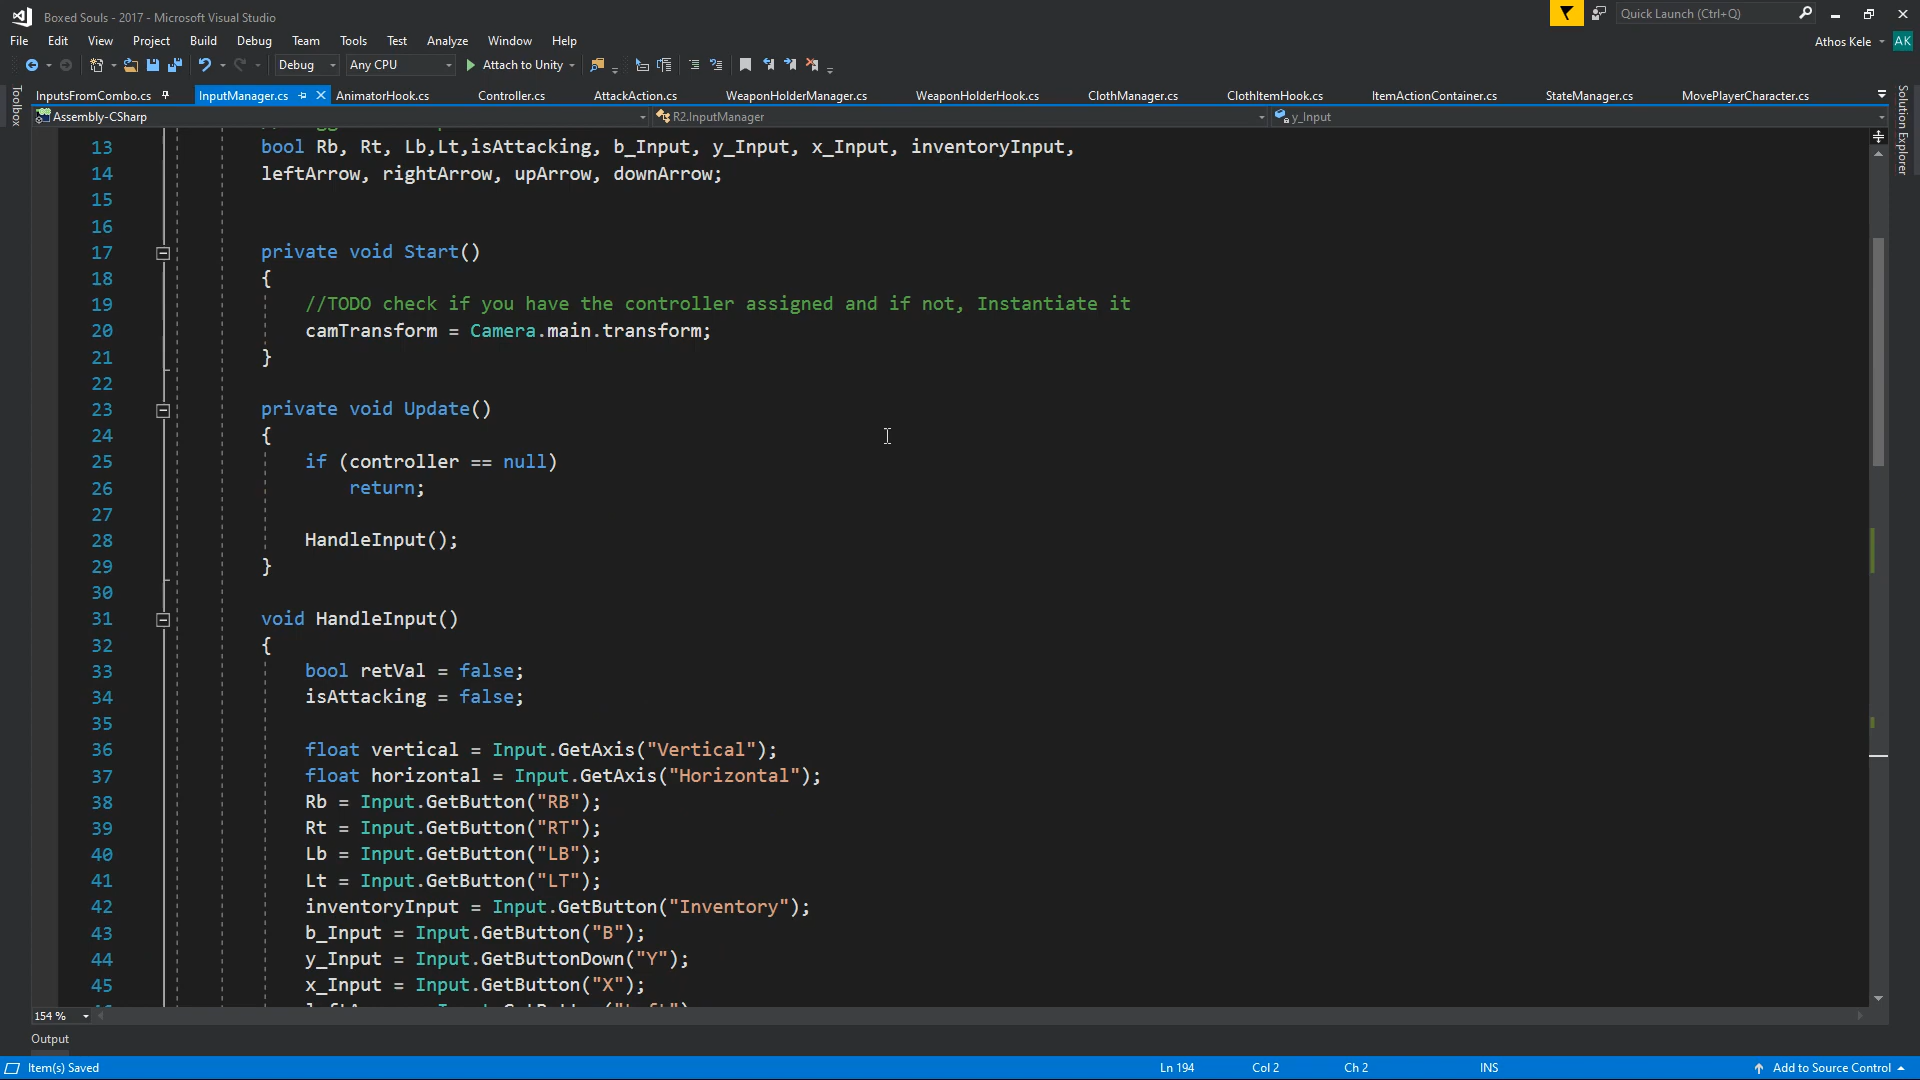 Boxed Souls - 2017 - Microsoft Visual Studio
Quick Launch (Ctrl+Q)
File Edit View Project Build Debug Team Tools Test Analyze Window Help
Athos Kele AK
Debug Any CPU Attach to Unity
Toolbox
InputsFromCombo.cs InputManager.cs AnimatorHook.cs Controller.cs AttackAction.cs WeaponHolderManager.cs WeaponHolderHook.cs ClothManager.cs ClothItemHook.cs ItemActionContainer.cs StateManager.cs MovePlayerCharacter.cs
Solution Explorer
Assembly-CSharp R2.InputManager y_Input
13 bool Rb, Rt, Lb,Lt,isAttacking, b_Input, y_Input, x_Input, inventoryInput,
14 leftArrow, rightArrow, upArrow, downArrow;
15
16
17 private void Start()
18 {
19 //TODO check if you have the controller assigned and if not, Instantiate it
20 camTransform = Camera.main.transform;
21 }
22
23 private void Update()
24 {
25 if (controller == null)
26 return;
27
28 HandleInput();
29 }
30
31 void HandleInput()
32 {
33 bool retVal = false;
34 isAttacking = false;
35
36 float vertical = Input.GetAxis("Vertical");
37 float horizontal = Input.GetAxis("Horizontal");
38 Rb = Input.GetButton("RB");
39 Rt = Input.GetButton("RT");
40 Lb = Input.GetButton("LB");
41 Lt = Input.GetButton("LT");
42 inventoryInput = Input.GetButton("Inventory");
43 b_Input = Input.GetButton("B");
44 y_Input = Input.GetButtonDown("Y");
45 x_Input = Input.GetButton("X");
154 %
Output
Item(s) Saved Ln 194 Col 2 Ch 2 INS Add to Source Control